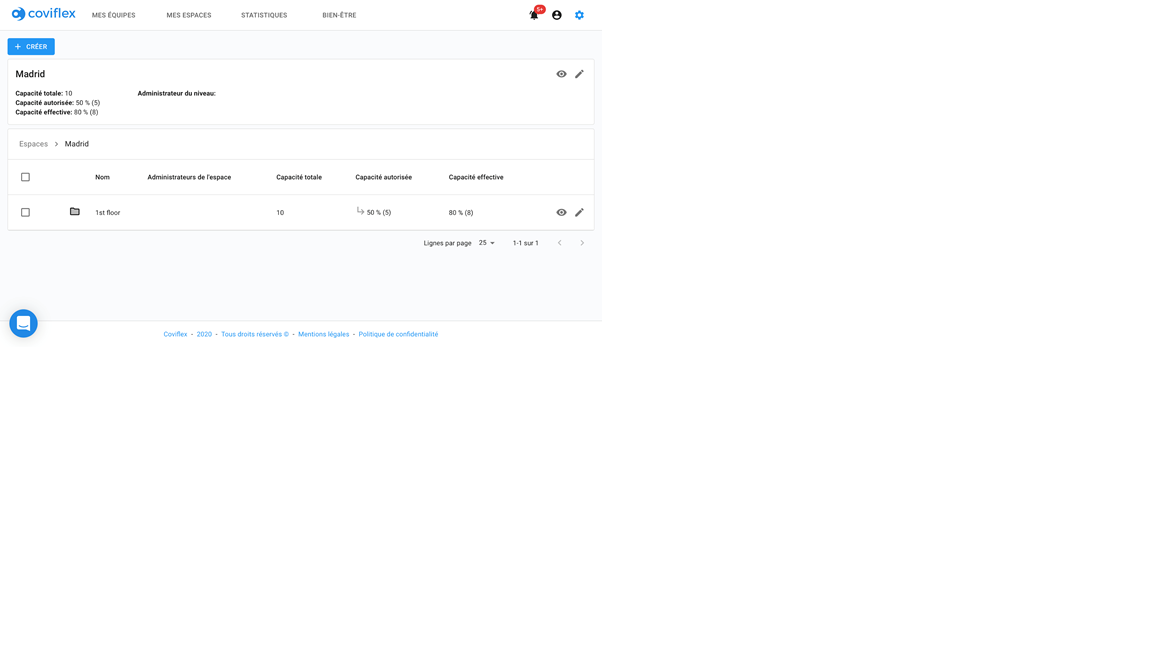 coviflex MES ÉQUIPES MES ESPACES STATISTIQUES BIEN-ÊTRE 5+
+ CRÉER
Madrid
Capacité totale: 10 Administrateur du niveau:
Capacité autorisée: 50 % (5)
Capacité effective: 80 % (8)
Espaces > Madrid
Nom Administrateurs de l'espace Capacité totale Capacité autorisée Capacité effective
1st floor 10 50 % (5) 80 % (8)
Lignes par page 25 1-1 sur 1
Coviflex - 2020 - Tous droits réservés © - Mentions légales - Politique de confidentialité